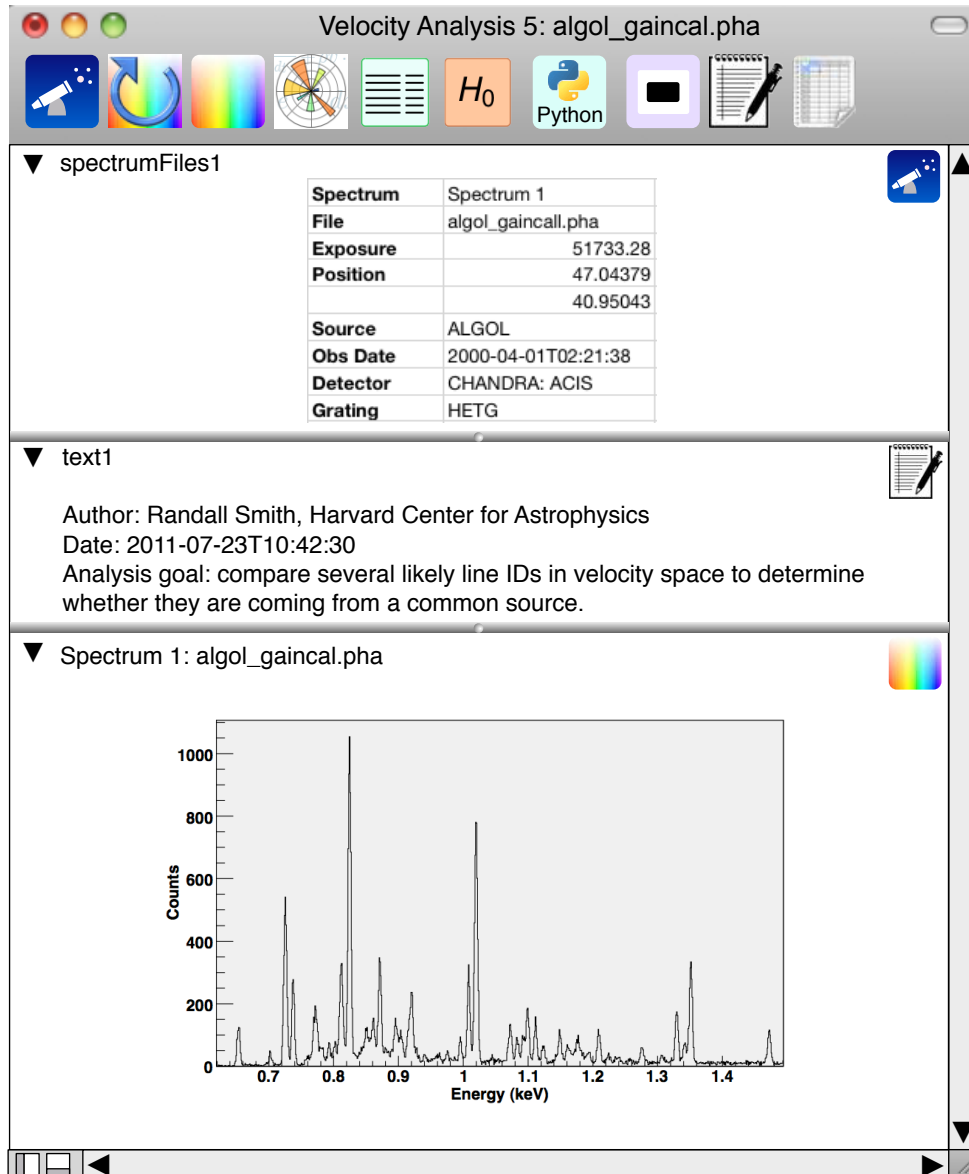 Velocity Analysis 5: algol_gaincal.pha
H0
Python
spectrumFiles1
Spectrum Spectrum 1
File algol_gaincall.pha
Exposure 51733.28
Position 47.04379
40.95043
Source ALGOL
Obs Date 2000-04-01T02:21:38
Detector CHANDRA: ACIS
Grating HETG
text1
Author: Randall Smith, Harvard Center for Astrophysics
Date: 2011-07-23T10:42:30
Analysis goal: compare several likely line IDs in velocity space to determine
whether they are coming from a common source.
Spectrum 1: algol_gaincal.pha
1000
800
600
400
200
0
Counts
0.7 0.8 0.9 1 1.1 1.2 1.3 1.4
Energy (keV)